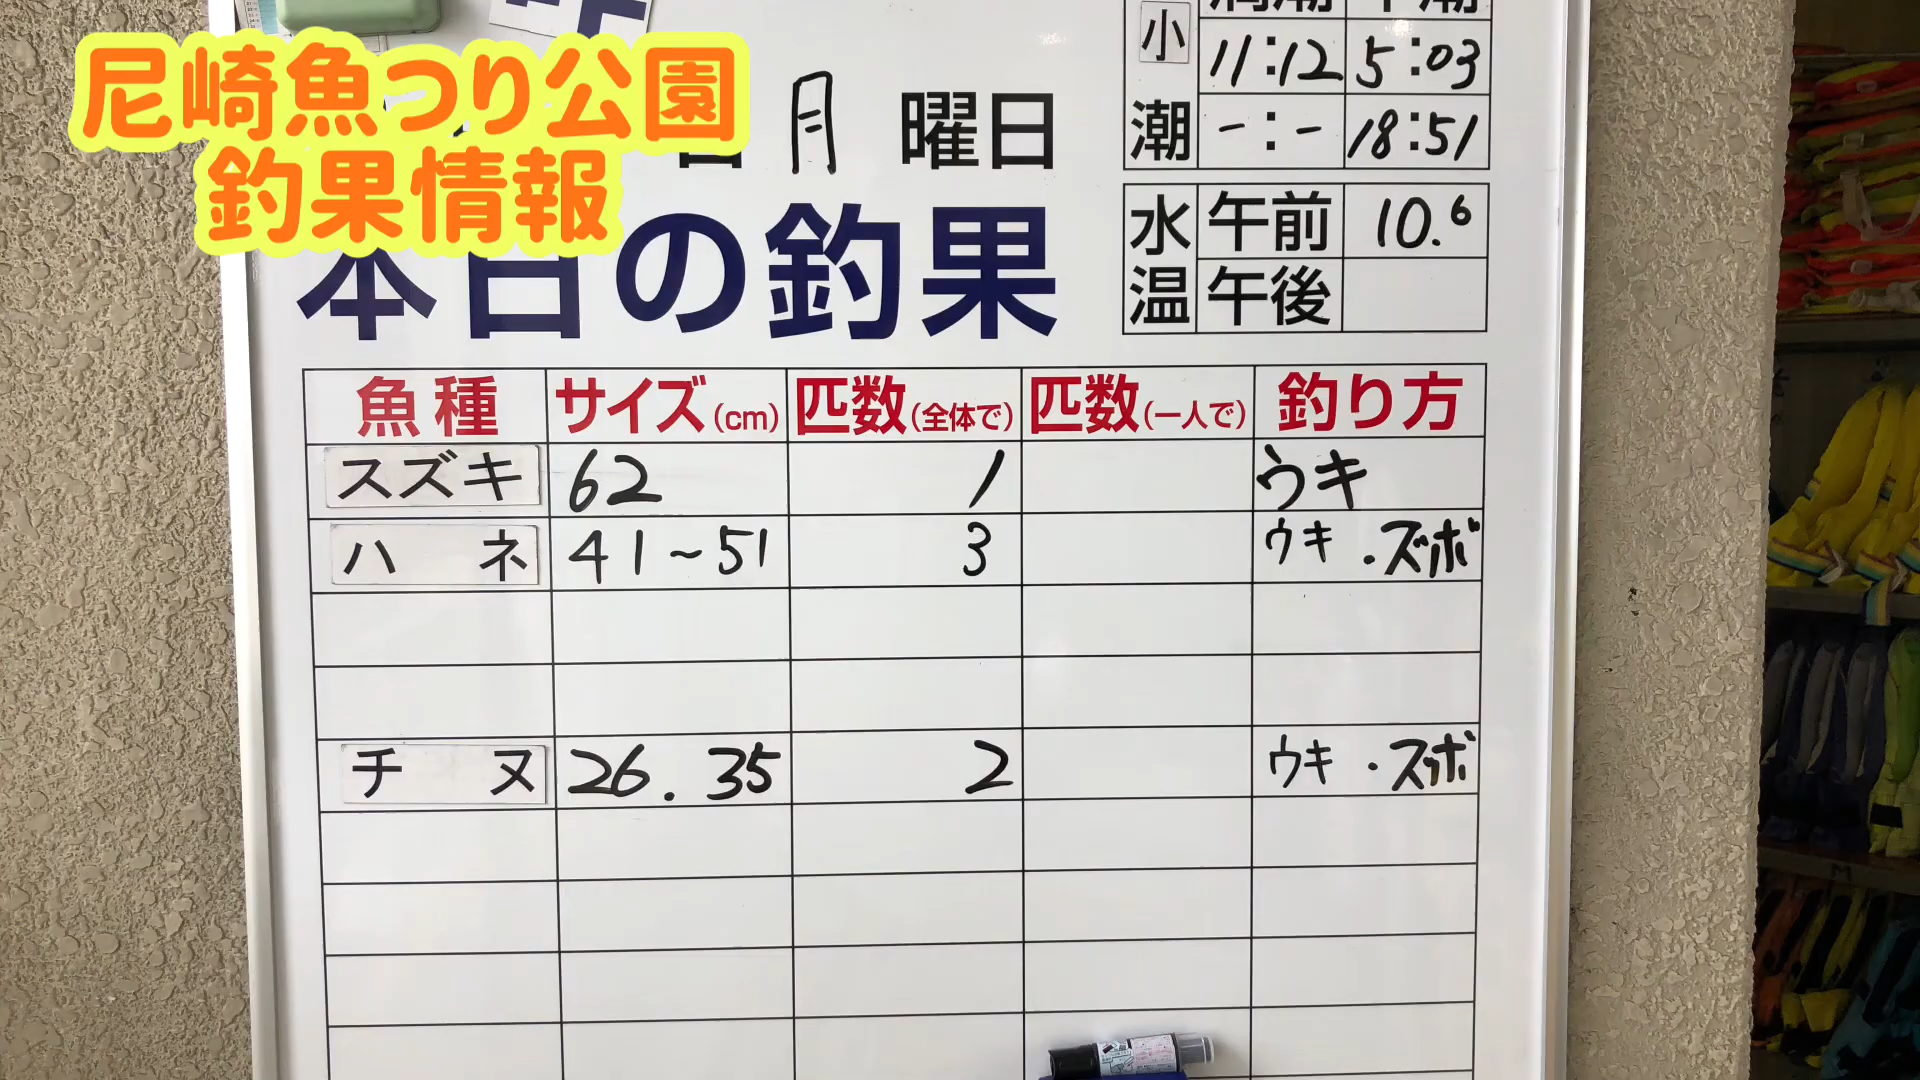 尼崎魚つり公園
釣果情報
月 曜日
本日の釣果
小潮 満潮 干潮
11:12 5:03
-:- 18:51
水温 午前 10.6
午後
魚種 サイズ(cm) 匹数(全体で) 匹数(一人で) 釣り方
スズキ 62 1 ウキ
ハネ 41~51 3 ウキ・ズボ
チヌ 26.35 2 ウキ・ズボ